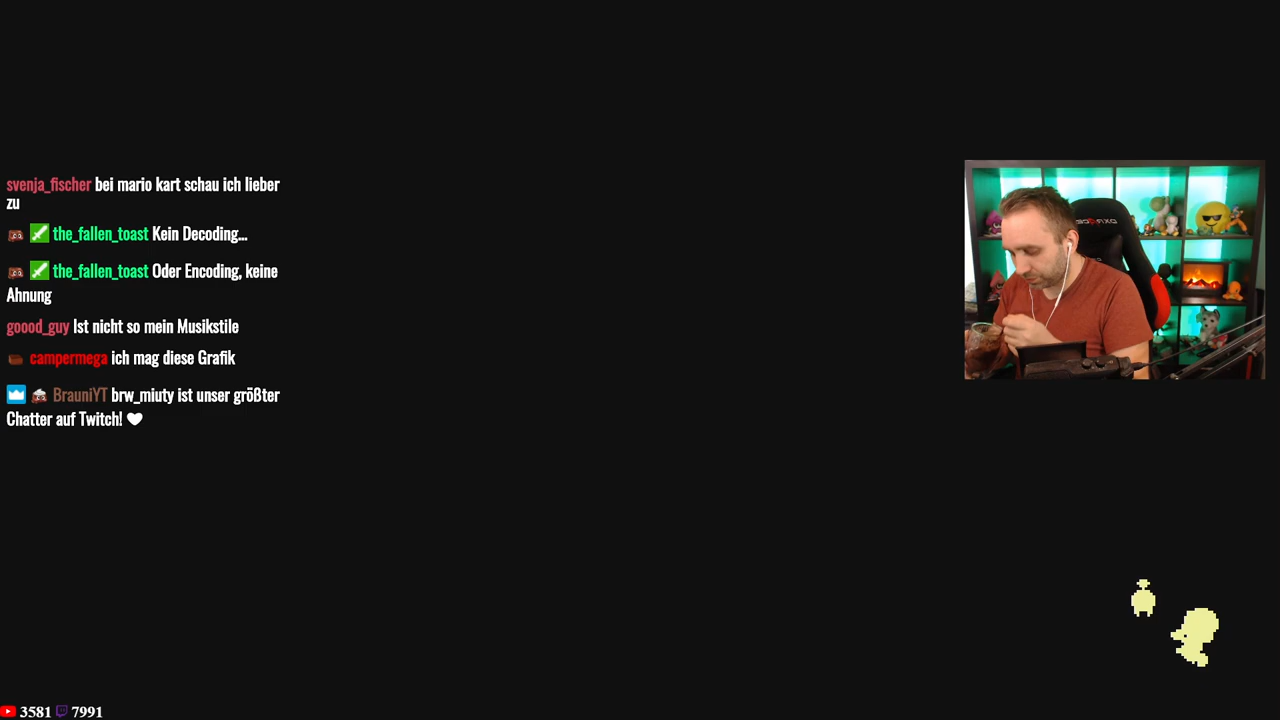 svenja_fischer bei mario kart schau ich lieber
zu
the_fallen_toast Kein Decoding...
the_fallen_toast Oder Encoding, keine
Ahnung
goood_guy Ist nicht so mein Musikstile
campermega ich mag diese Grafik
BrauniYT brw_miuty ist unser größter
Chatter auf Twitch!
3581 7991